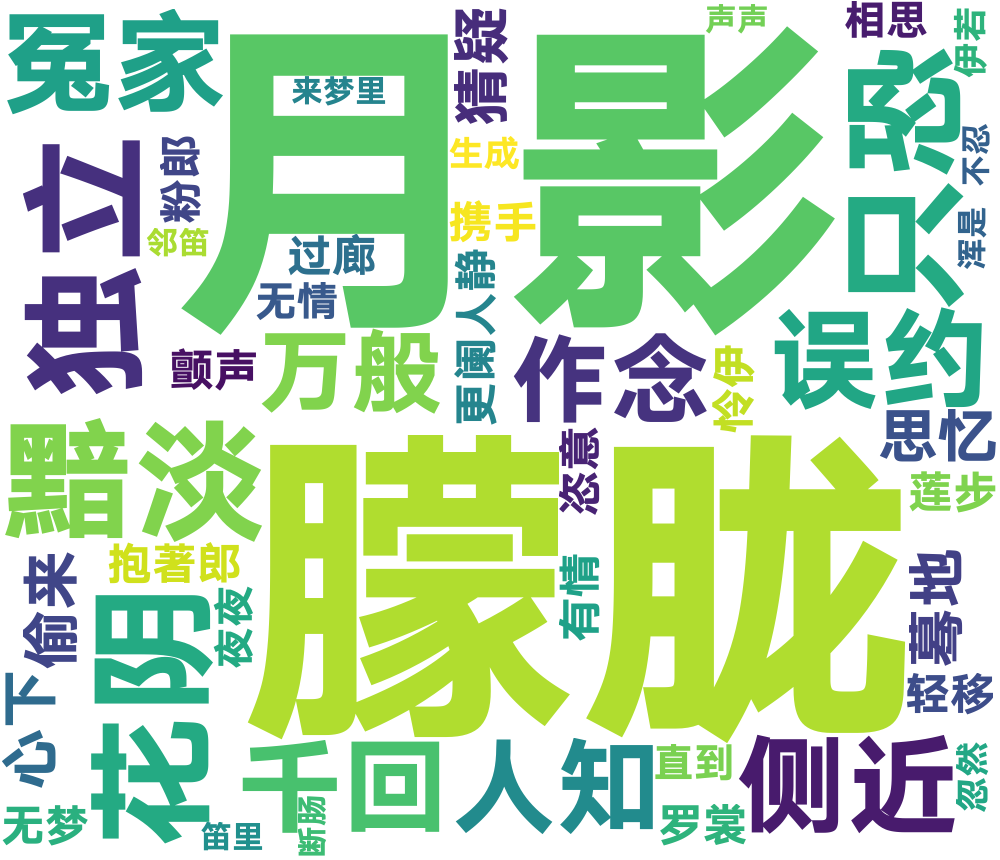 冤家
月影
猜疑
声声
相思
伊若
来梦里
只恐
独立
粉郎
生成
不忍
携手
邻笛
过廊
更阑人静
浑是
无情
颤声
万般
作念
怜伊
误约
思忆
黯淡
朦胧
恣意
莲步
抱著郎
偷来
花阴
夜夜
有情
蓦地
轻移
心下
千回
人知
直到
侧近
忽然
断肠
无梦
笛里
罗裳